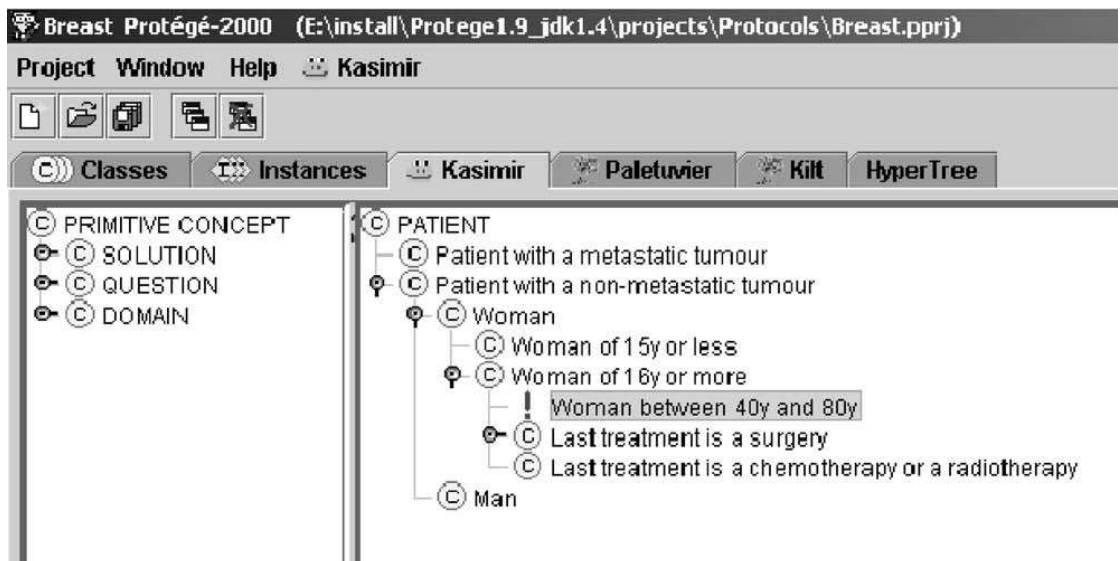 Breast Protégé-2000 (E:\install\Protege1.9_jdk1.4\projects\Protocols\Breast.pprj)
Project Window Help Kasimir
C Classes I Instances Kasimir Paletuvier Kilt HyperTree
C PRIMITIVE CONCEPT
C SOLUTION
C QUESTION
C DOMAIN
C PATIENT
C Patient with a metastatic tumour
C Patient with a non-metastatic tumour
C Woman
C Woman of 15y or less
C Woman of 16y or more
! Woman between 40y and 80y
C Last treatment is a surgery
C Last treatment is a chemotherapy or a radiotherapy
C Man